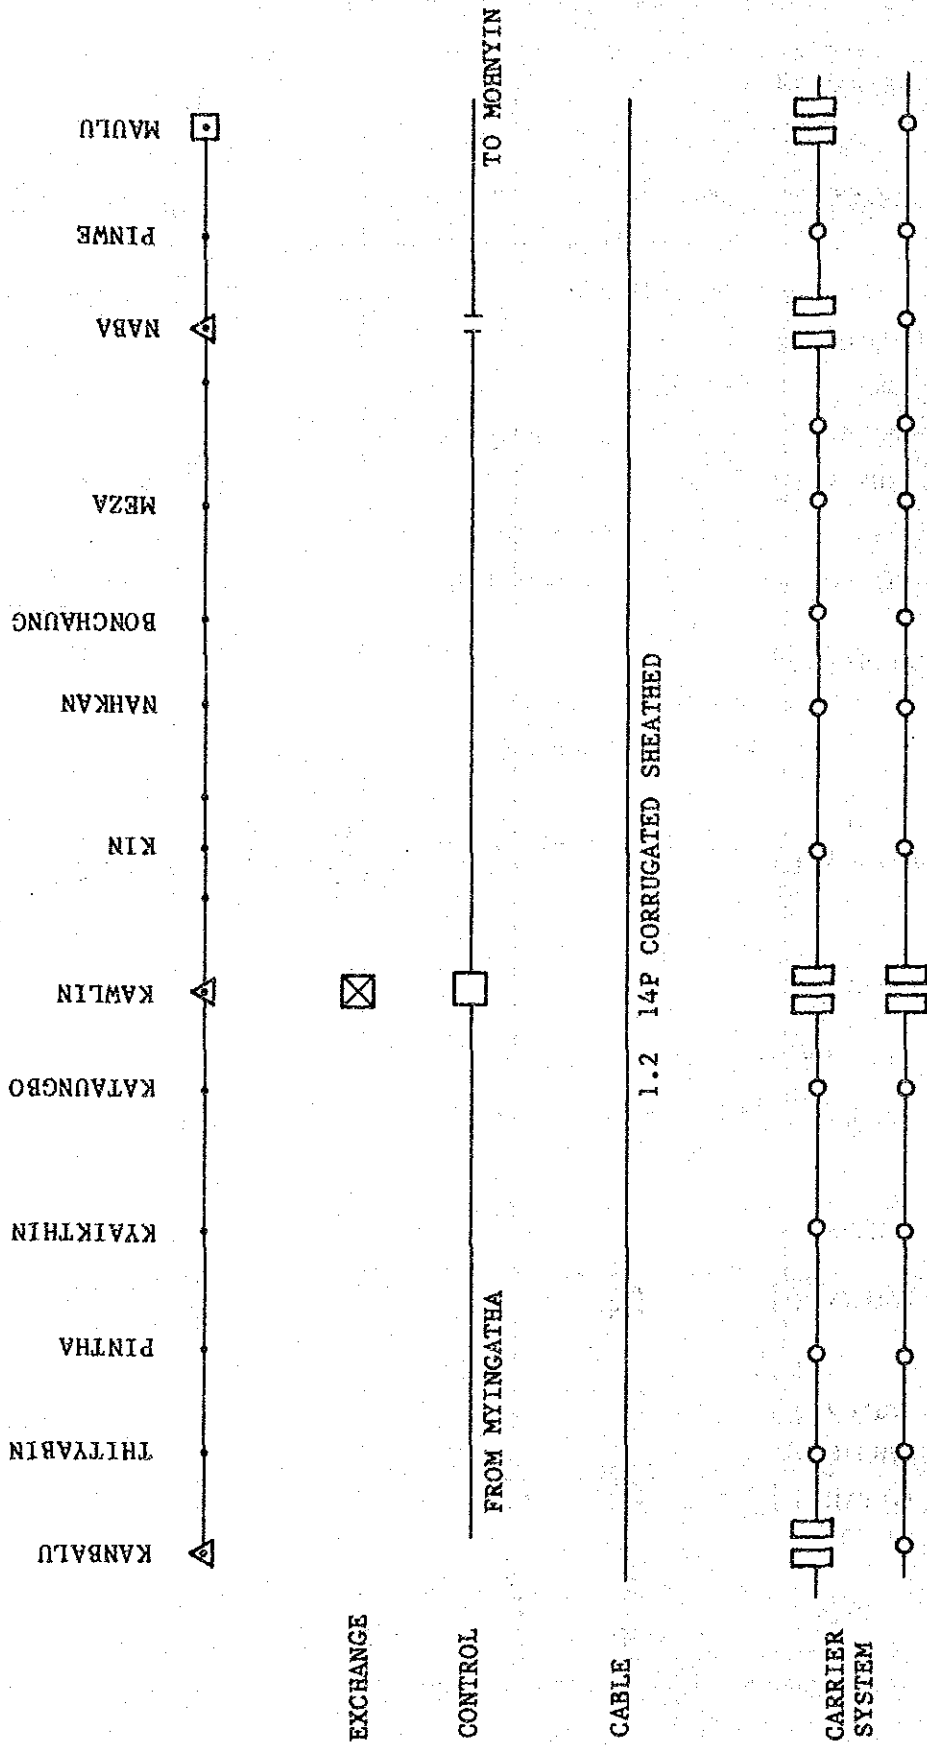 KANBALU
THITYABIN
PINTHA
KYAIKTHIN
KATAUNGBO
KAWLIN
KIN
NAHKAN
BONCHAUNG
MEZA
NABA
PINWE
MAULU
EXCHANGE
CONTROL
FROM MYINGATHA
TO MOHNYIN
CABLE
1.2 14P CORRUGATED SHEATHED
CARRIER
SYSTEM